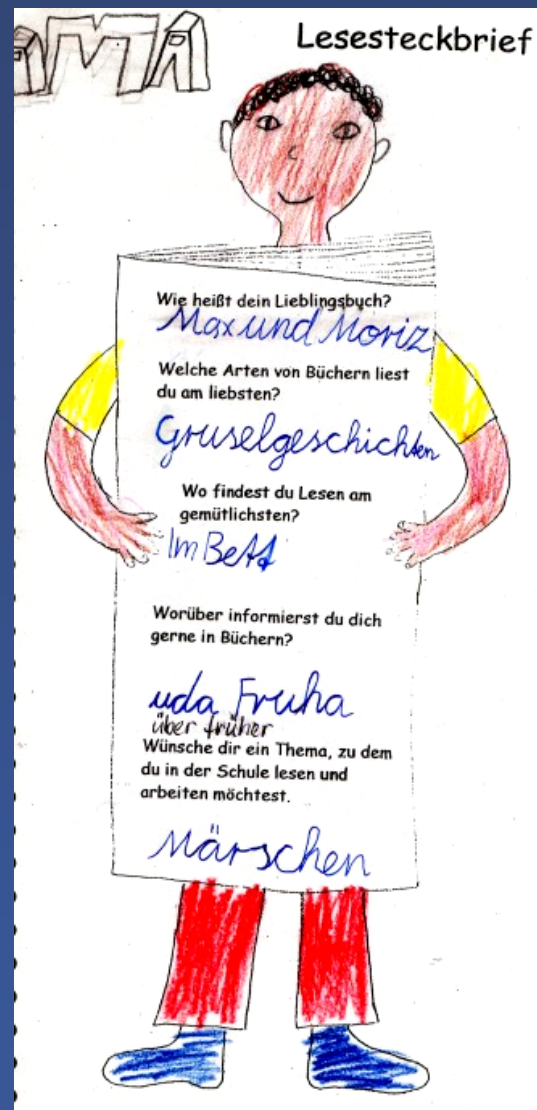 Lesesteckbrief
Wie heißt dein Lieblingsbuch?
Max und Moriz
Welche Arten von Büchern liest
du am liebsten?
Gruselgeschichten
Wo findest du Lesen am
gemütlichsten?
Im Bett
Worüber informierst du dich
gerne in Büchern?
uda Fruha
über früher
Wünsche dir ein Thema, zu dem
du in der Schule lesen und
arbeiten möchtest.
Märschen